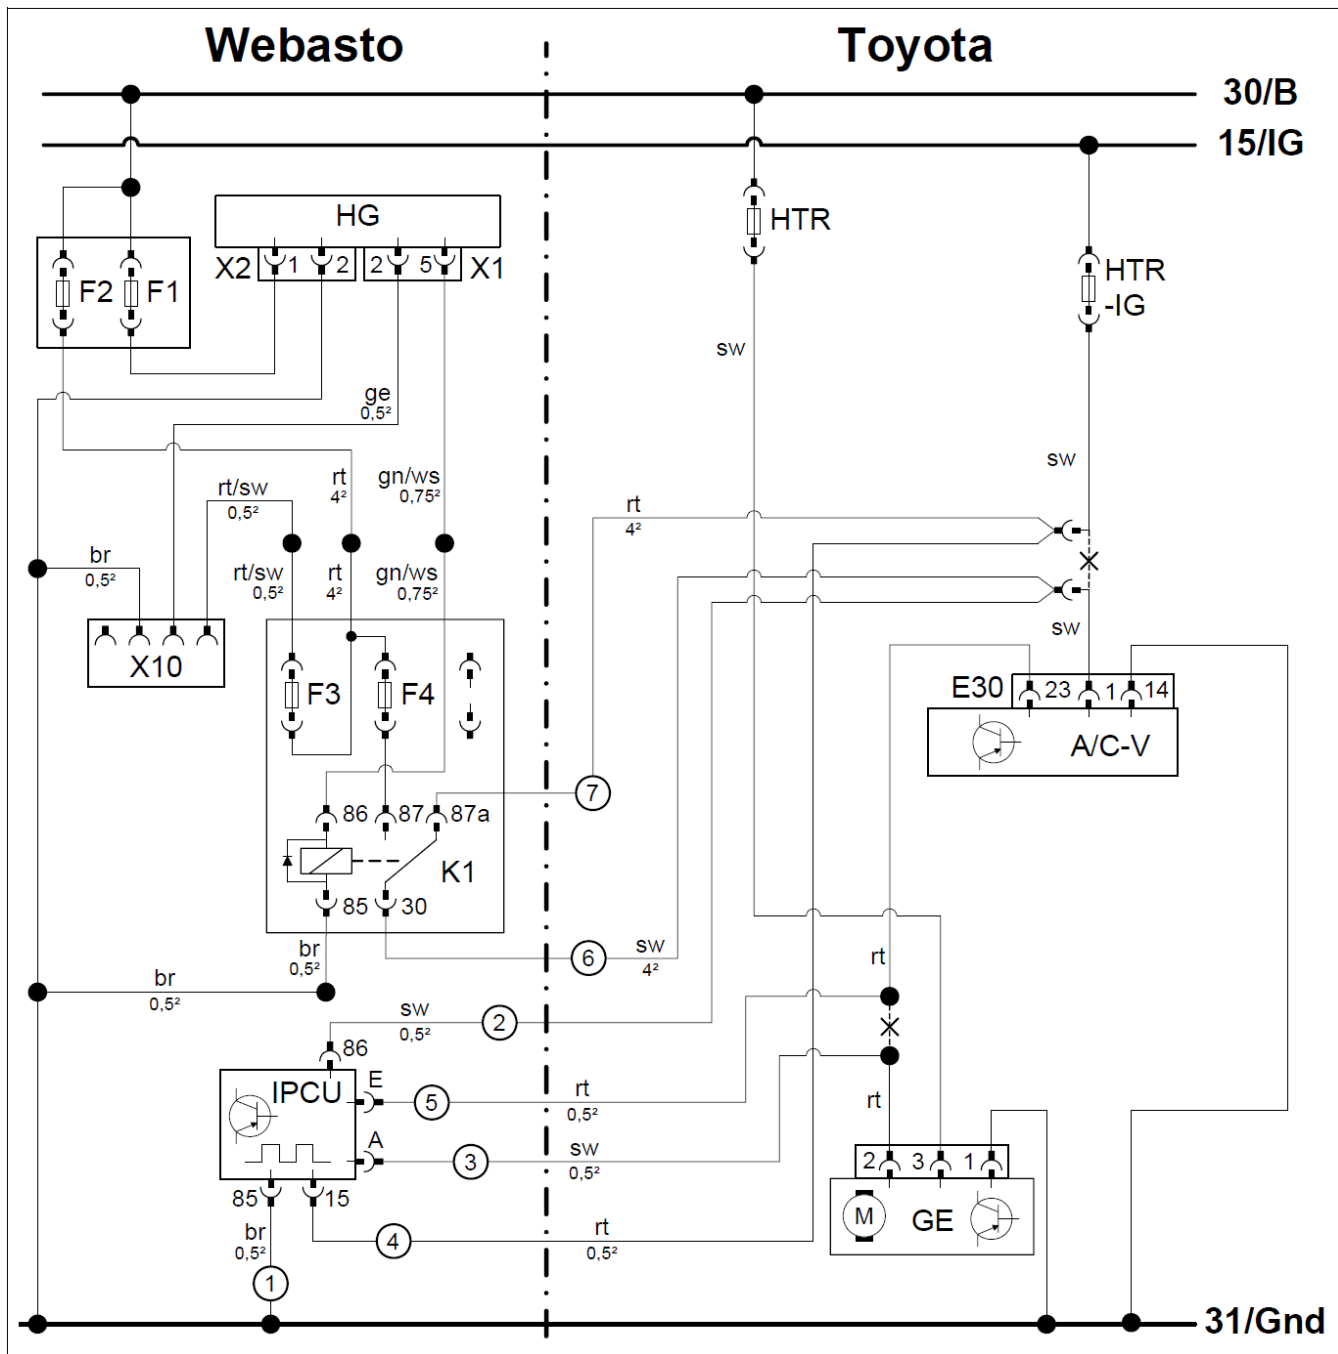 Webasto
Toyota
30/B
15/IG
HG
X2 1 2 2 5 X1
HTR
F2 F1
HTR
-IG
sw
ge
0,5²
sw
rt/sw
0,5²
rt
4²
gn/ws
0,75²
rt
4²
br
0,5²
rt/sw
0,5²
rt
4²
gn/ws
0,75²
sw
X10
F3 F4
E30 23 1 14
A/C-V
7
86 87 87a
K1
85 30
br
0,5²
6
sw
4²
rt
br
0,5²
sw
0,5²
2
86
IPCU
E
5
rt
0,5²
rt
A
3
sw
0,5²
2 3 1
85 15
M GE
br
0,5²
4
rt
0,5²
1
31/Gnd